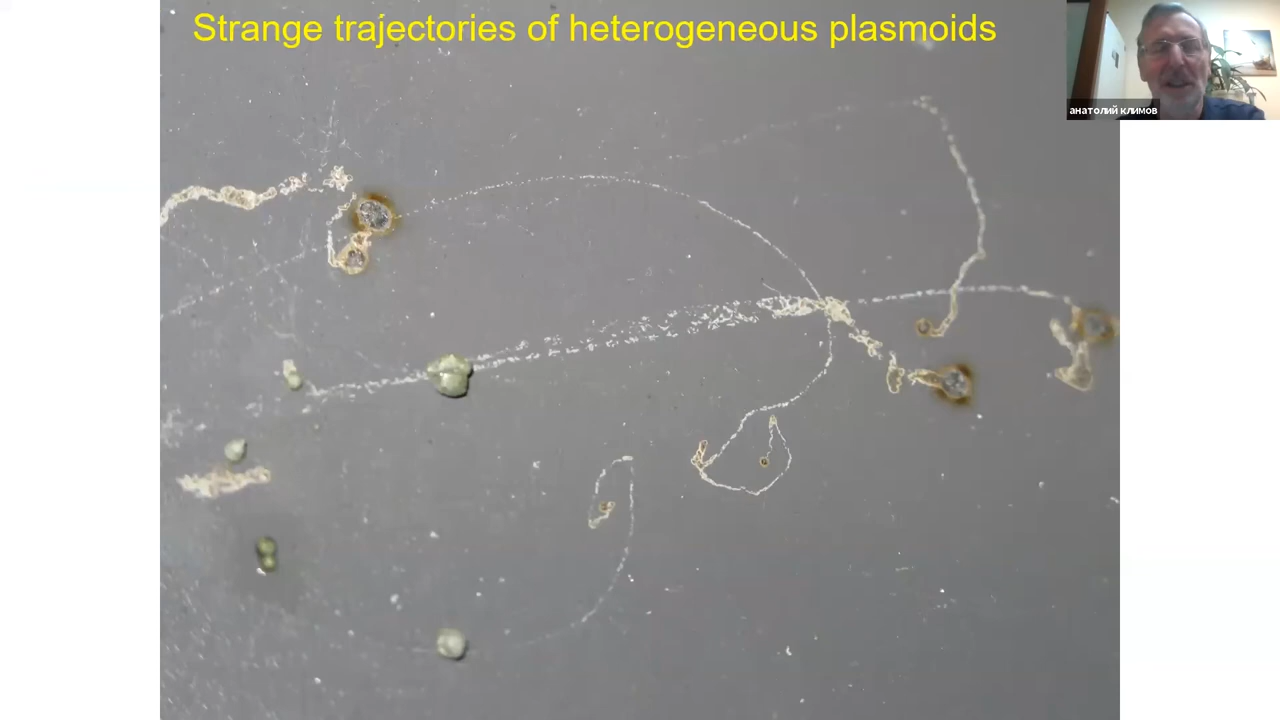 Strange trajectories of heterogeneous plasmoids
анатолий климов